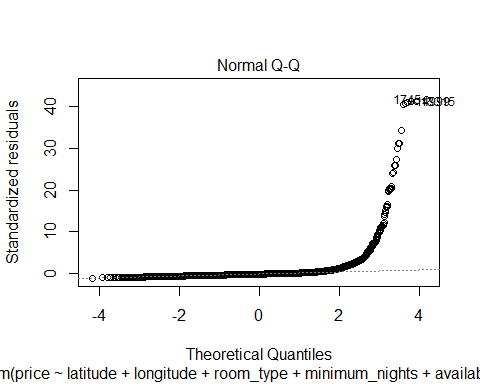 Normal Q-Q
Standardized residuals
40
30
20
10
0
-4
-2
0
2
4
Theoretical Quantiles
m(price ~ latitude + longitude + room_type + minimum_nights + availab